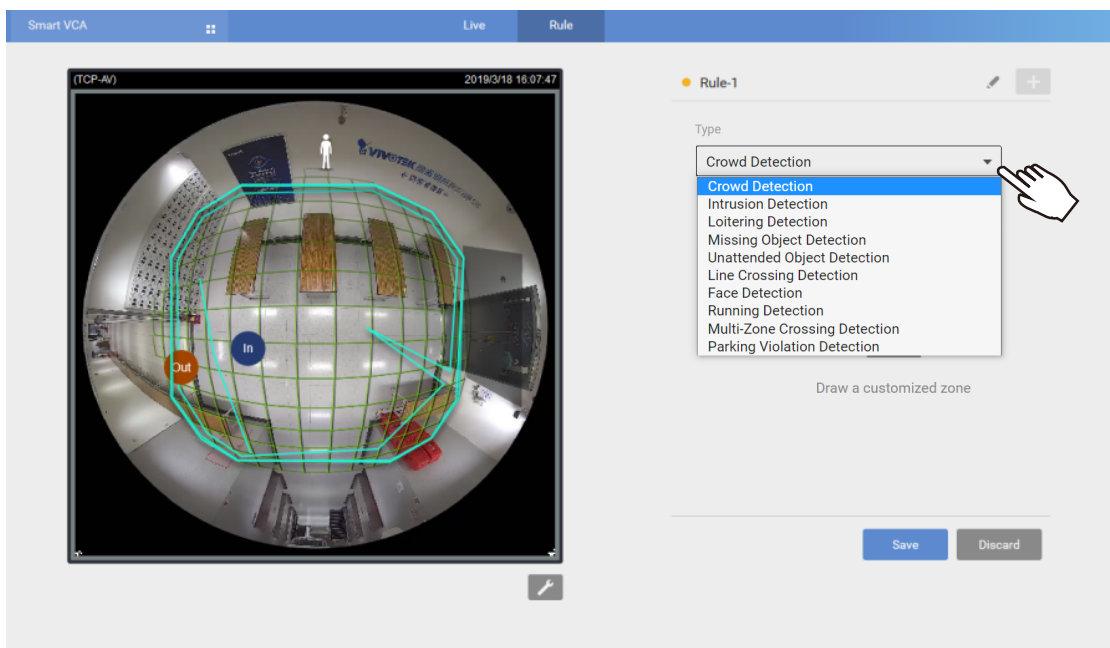 Smart VCA
Live
Rule
(TCP-AV)
2019/3/18 16:07:47
VIVOTEK
In
Out
Rule-1
Type
Crowd Detection
Crowd Detection
Intrusion Detection
Loitering Detection
Missing Object Detection
Unattended Object Detection
Line Crossing Detection
Face Detection
Running Detection
Multi-Zone Crossing Detection
Parking Violation Detection
Draw a customized zone
Save
Discard